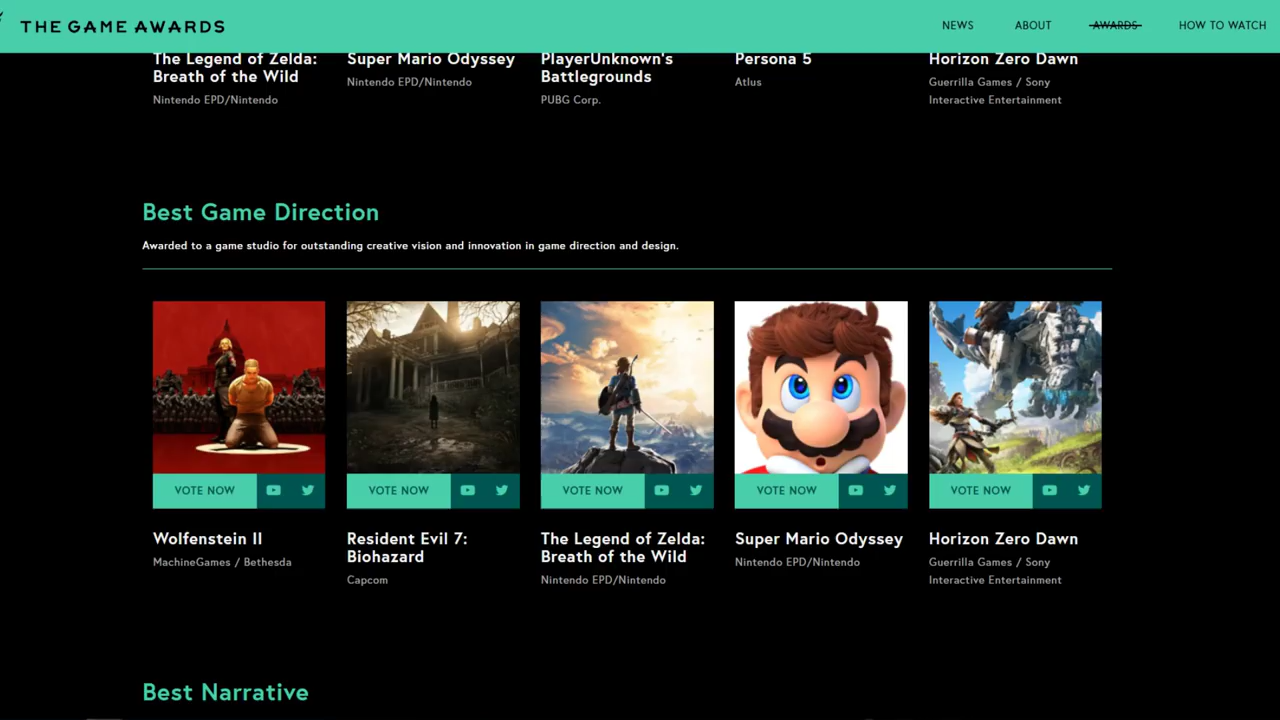 THE GAME AWARDS
NEWS
ABOUT
AWARDS
HOW TO WATCH
The Legend of Zelda:
Breath of the Wild
Nintendo EPD/Nintendo
Super Mario Odyssey
Nintendo EPD/Nintendo
PlayerUnknown's
Battlegrounds
PUBG Corp.
Persona 5
Atlus
Horizon Zero Dawn
Guerrilla Games / Sony
Interactive Entertainment
Best Game Direction
Awarded to a game studio for outstanding creative vision and innovation in game direction and design.
VOTE NOW
Wolfenstein II
MachineGames / Bethesda
VOTE NOW
Resident Evil 7:
Biohazard
Capcom
VOTE NOW
The Legend of Zelda:
Breath of the Wild
Nintendo EPD/Nintendo
VOTE NOW
Super Mario Odyssey
Nintendo EPD/Nintendo
VOTE NOW
Horizon Zero Dawn
Guerrilla Games / Sony
Interactive Entertainment
Best Narrative